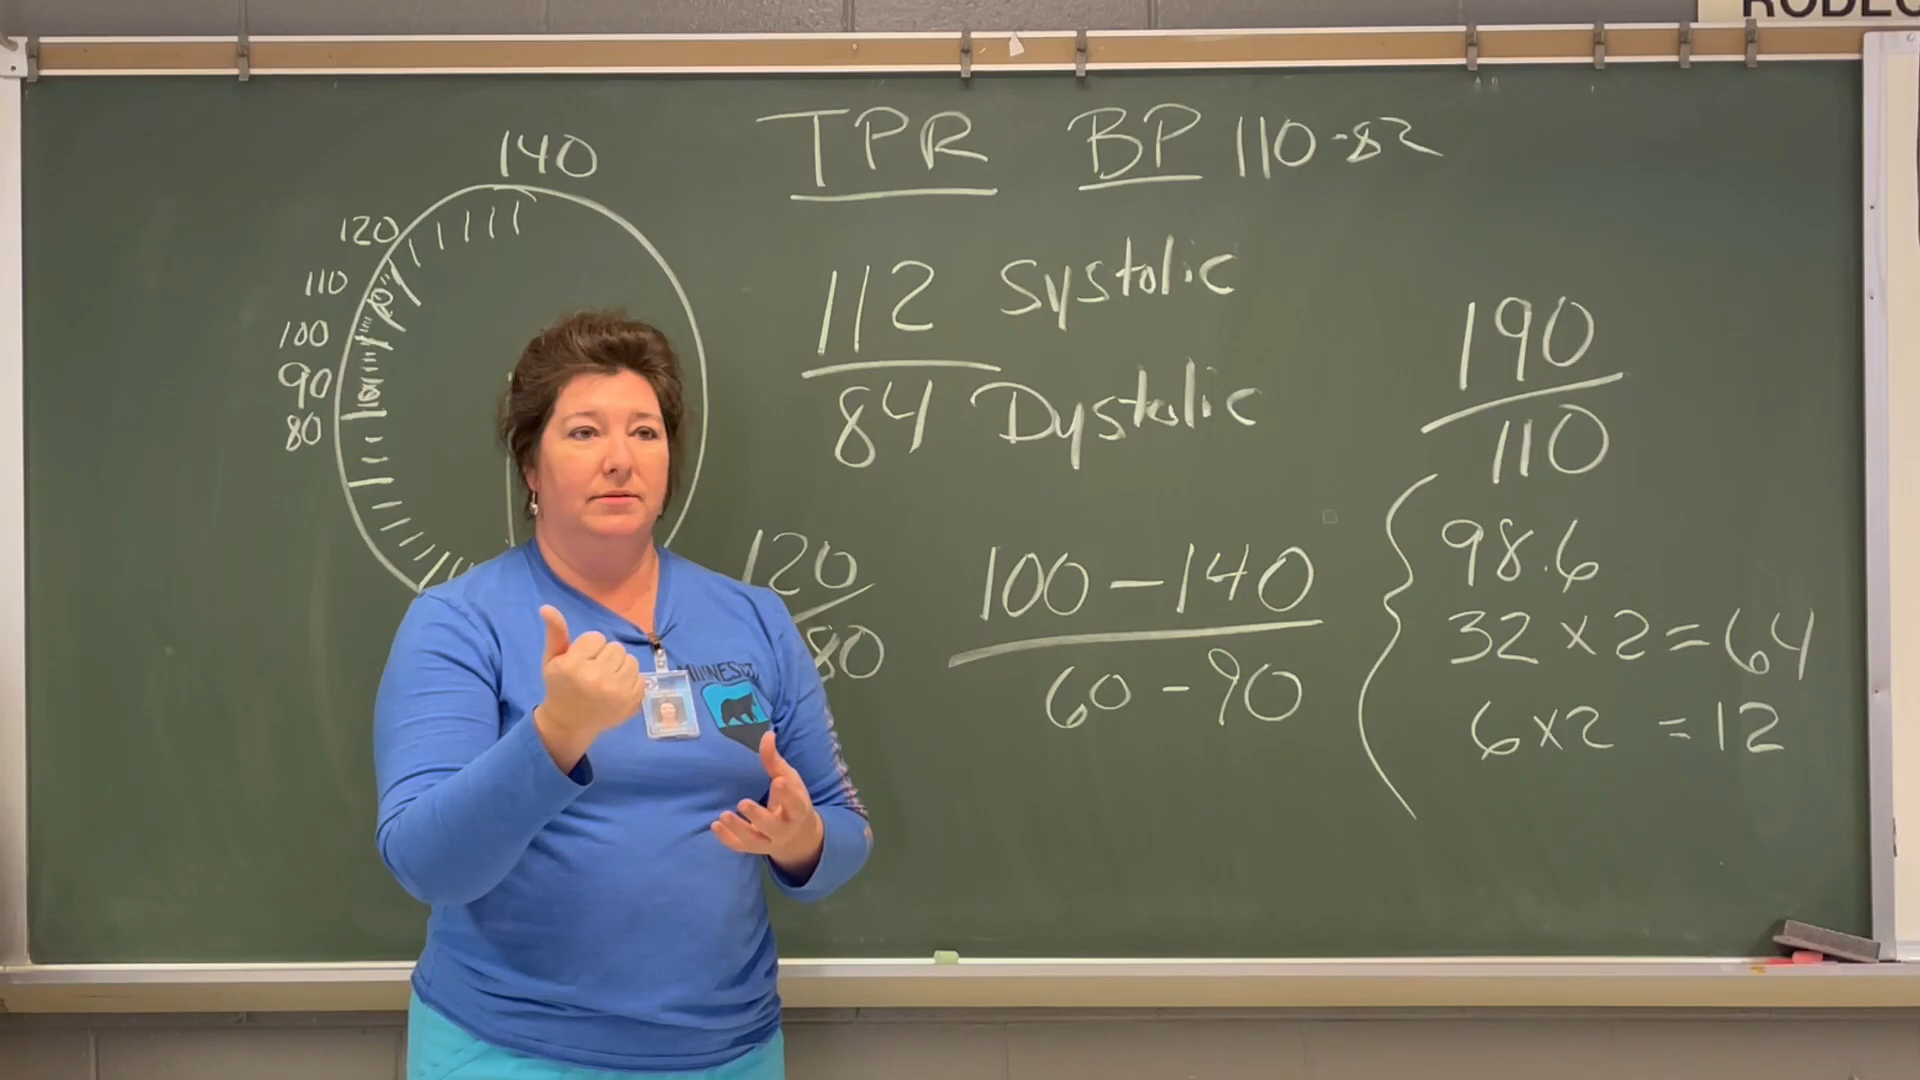 RODEO
140
120
110
100
90
80
TPR BP 110-82
112 Systolic
84 Dystolic
190
110
120
80
100-140
60-90
98.6
32 x 2 = 64
6 x 2 = 12
MINNESOT